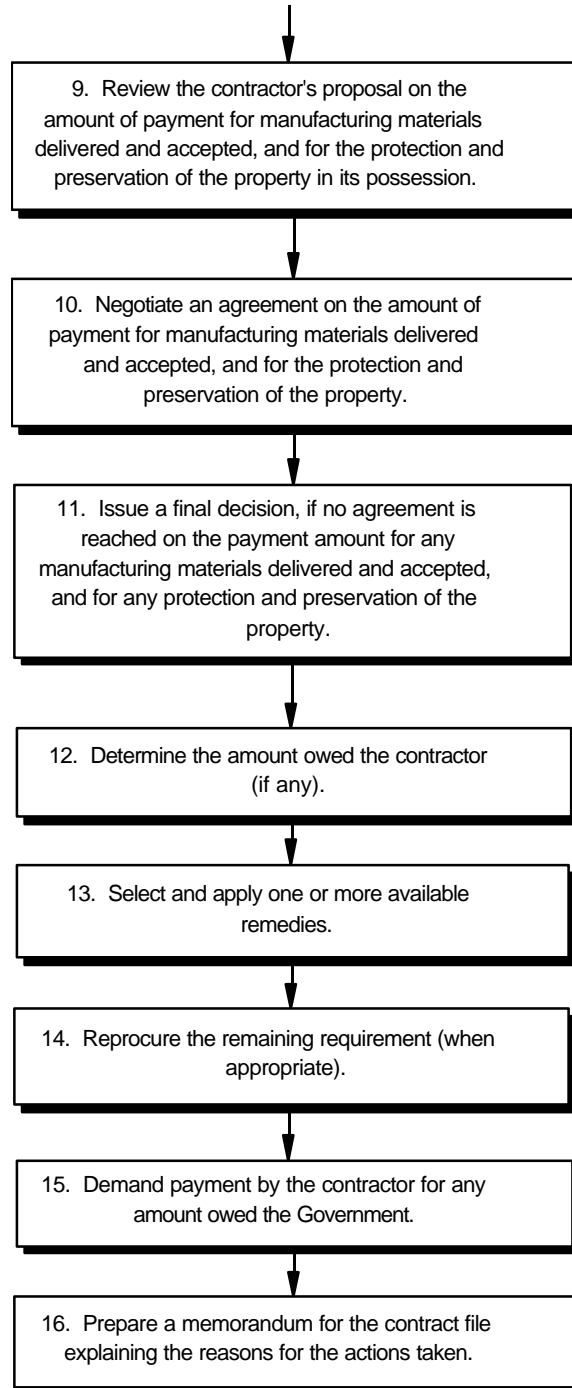 9. Review the contractor's proposal on the
amount of payment for manufacturing materials
delivered and accepted, and for the protection and
preservation of the property in its possession.
10. Negotiate an agreement on the amount of
payment for manufacturing materials delivered
and accepted, and for the protection and
preservation of the property.
11. Issue a final decision, if no agreement is
reached on the payment amount for any
manufacturing materials delivered and accepted,
and for any protection and preservation of the
property.
12. Determine the amount owed the contractor
(if any).
13. Select and apply one or more available
remedies.
14. Reprocure the remaining requirement (when
appropriate).
15. Demand payment by the contractor for any
amount owed the Government.
16. Prepare a memorandum for the contract file
explaining the reasons for the actions taken.